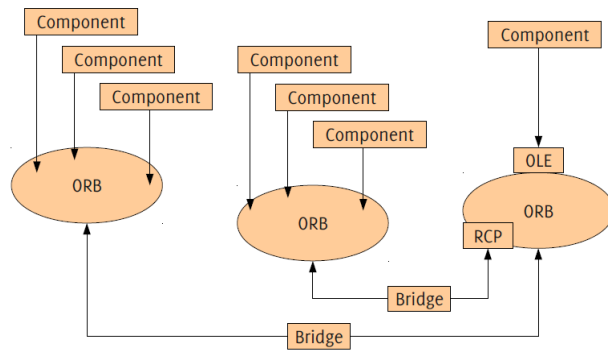 Component
Component
Component
ORB
Component
Component
Component
ORB
Component
OLE
ORB
RCP
Bridge
Bridge